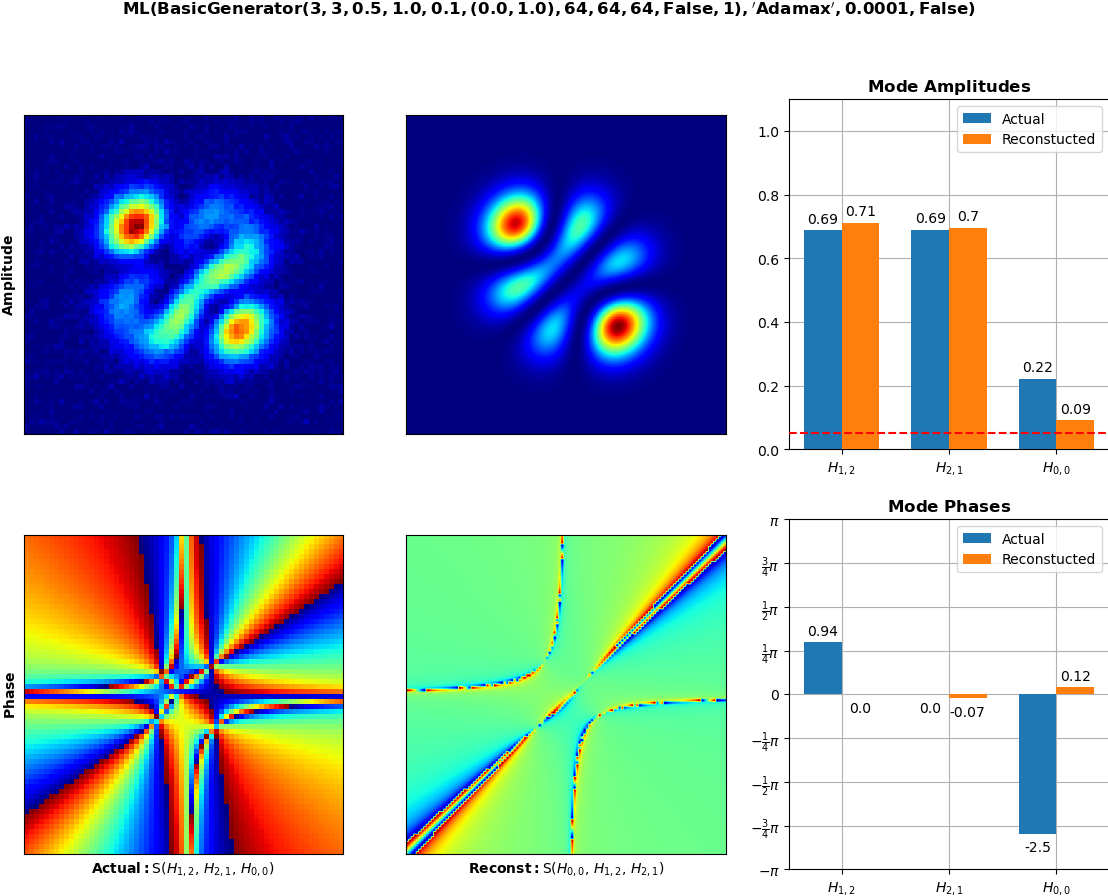 ML(BasicGenerator(3, 3, 0.5, 1.0, 0.1, (0.0, 1.0), 64, 64, 64, False, 1), 'Adamax', 0.0001, False)
Mode Amplitudes
Actual
Reconstucted
1.0
0.8
0.6
0.4
0.2
0.0
0.69
0.71
0.69
0.7
0.22
0.09
H1,2
H2,1
H0,0
Amplitude
Mode Phases
Actual
Reconstucted
π
3/4π
1/2π
1/4π
0
−1/4π
−1/2π
−3/4π
−π
0.94
0.0
0.0
-0.07
-2.5
0.12
H1,2
H2,1
H0,0
Phase
Actual: S(H1,2, H2,1, H0,0)
Reconst: S(H0,0, H1,2, H2,1)